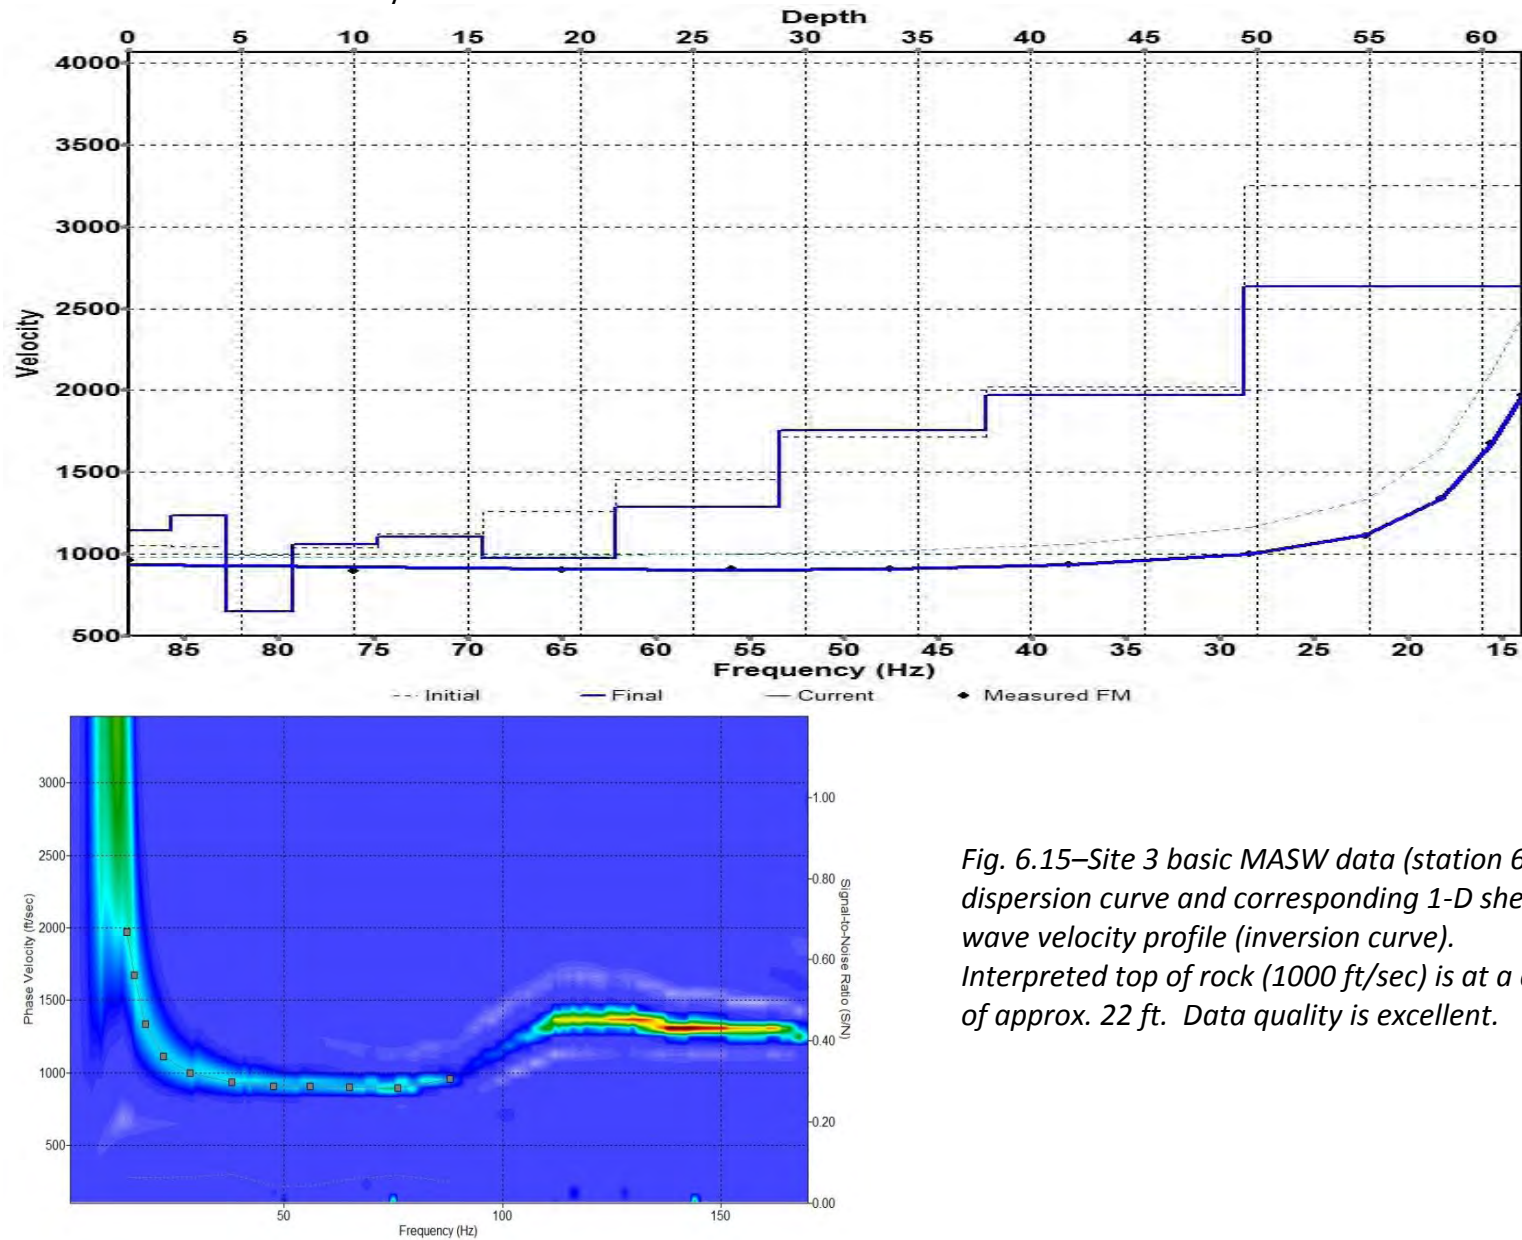 Depth
0 5 10 15 20 25 30 35 40 45 50 55 60
4000
3500
3000
2500
2000
1500
1000
500
Velocity
85 80 75 70 65 60 55 50 45 40 35 30 25 20 15
Frequency (Hz)
Initial Final Current Measured FM
3000
2500
2000
1500
1000
500
Phase Velocity (ft/sec)
1.00
0.80
0.60
0.40
0.20
0.00
Signal-to-Noise Ratio (S/N)
50 100 150
Frequency (Hz)
Fig. 6.15–Site 3 basic MASW data (station 6
dispersion curve and corresponding 1-D she
wave velocity profile (inversion curve).
Interpreted top of rock (1000 ft/sec) is at a
of approx. 22 ft. Data quality is excellent.